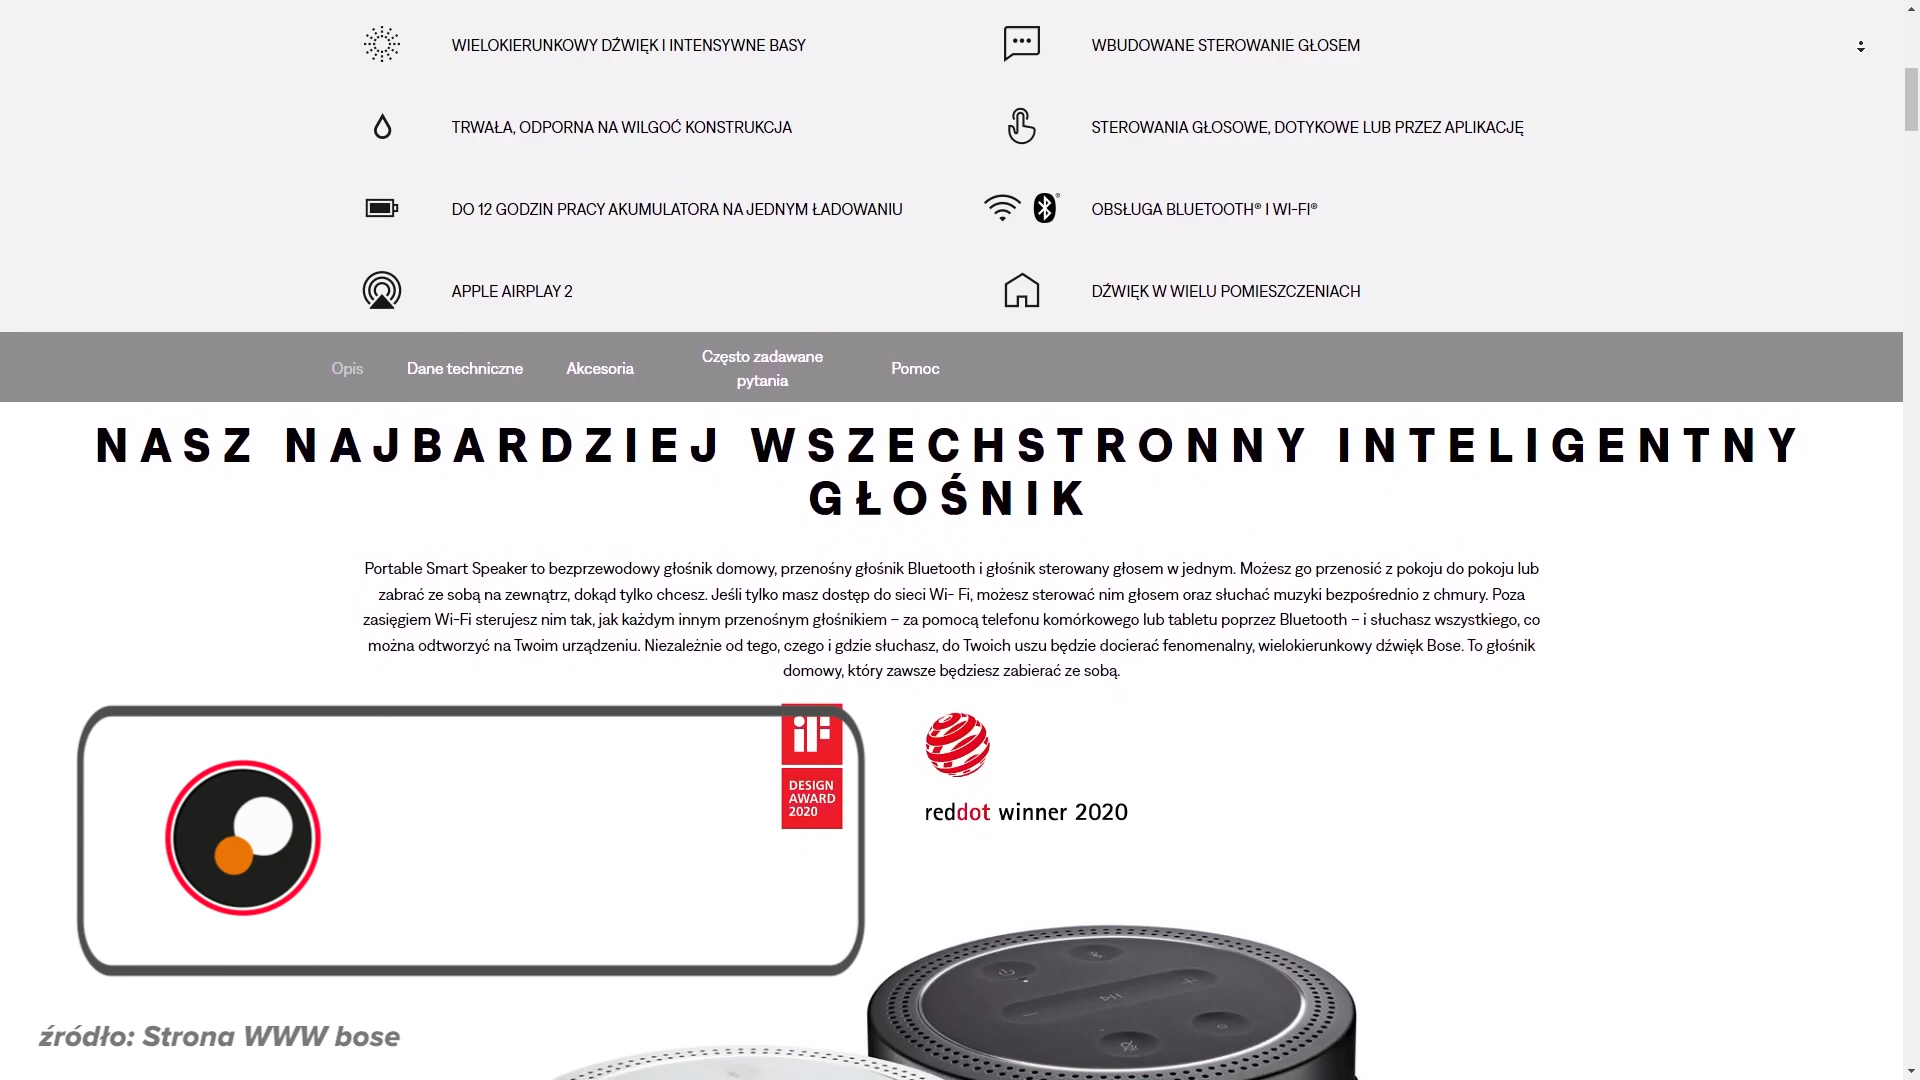 WIELOKIERUNKOWY DŹWIĘK I INTENSYWNE BASY
WBUDOWANE STEROWANIE GŁOSEM
TRWAŁA, ODPORNA NA WILGOĆ KONSTRUKCJA
STEROWANIA GŁOSOWE, DOTYKOWE LUB PRZEZ APLIKACJĘ
DO 12 GODZIN PRACY AKUMULATORA NA JEDNYM ŁADOWANIU
OBSŁUGA BLUETOOTH® I WI-FI®
APPLE AIRPLAY 2
DŹWIĘK W WIELU POMIESZCZENIACH
Opis
Dane techniczne
Akcesoria
Często zadawane
pytania
Pomoc
NASZ NAJBARDZIEJ WSZECHSTRONNY INTELIGENTNY
GŁOŚNIK
Portable Smart Speaker to bezprzewodowy głośnik domowy, przenośny głośnik Bluetooth i głośnik sterowany głosem w jednym. Możesz go przenosić z pokoju do pokoju lub
zabrać ze sobą na zewnątrz, dokąd tylko chcesz. Jeśli tylko masz dostęp do sieci Wi- Fi, możesz sterować nim głosem oraz słuchać muzyki bezpośrednio z chmury. Poza
zasięgiem Wi-Fi sterujesz nim tak, jak każdym innym przenośnym głośnikiem – za pomocą telefonu komórkowego lub tabletu poprzez Bluetooth – i słuchasz wszystkiego, co
można odtworzyć na Twoim urządzeniu. Niezależnie od tego, czego i gdzie słuchasz, do Twoich uszu będzie docierać fenomenalny, wielokierunkowy dźwięk Bose. To głośnik
domowy, który zawsze będziesz zabierać ze sobą.
iF
DESIGN
AWARD
2020
reddot winner 2020
źródło: Strona WWW bose